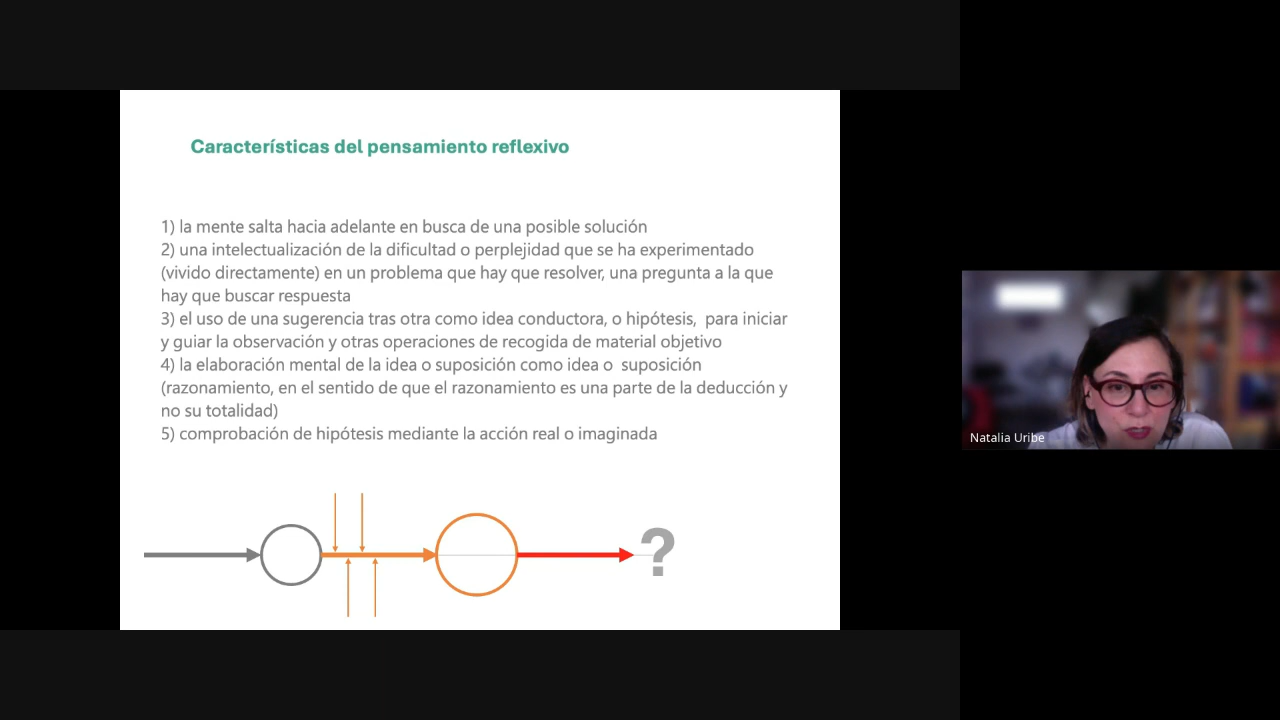 Características del pensamiento reflexivo
1) la mente salta hacia adelante en busca de una posible solución
2) una intelectualización de la dificultad o perplejidad que se ha experimentado
(vivido directamente) en un problema que hay que resolver, una pregunta a la que
hay que buscar respuesta
3) el uso de una sugerencia tras otra como idea conductora, o hipótesis,  para iniciar
y guiar la observación y otras operaciones de recogida de material objetivo
4) la elaboración mental de la idea o suposición como idea o  suposición
(razonamiento, en el sentido de que el razonamiento es una parte de la deducción y
no su totalidad)
5) comprobación de hipótesis mediante la acción real o imaginada
?
Natalia Uribe